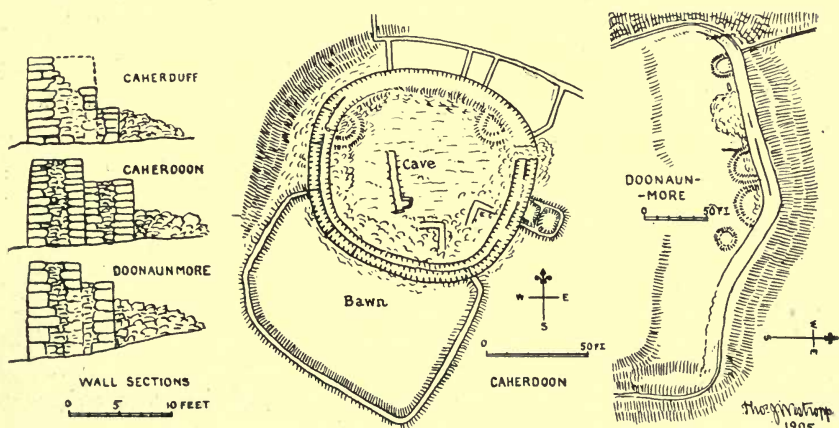 CAHERDUFF
CAHERDOON
DOONAUNMORE
WALL SECTIONS
0 5 10 FEET
Cave
Bawn
W E
S
0 50 FT
CAHERDOON
DOONAUN-
-MORE
0 50 FT
S W
E
Thos J Westropp
1905